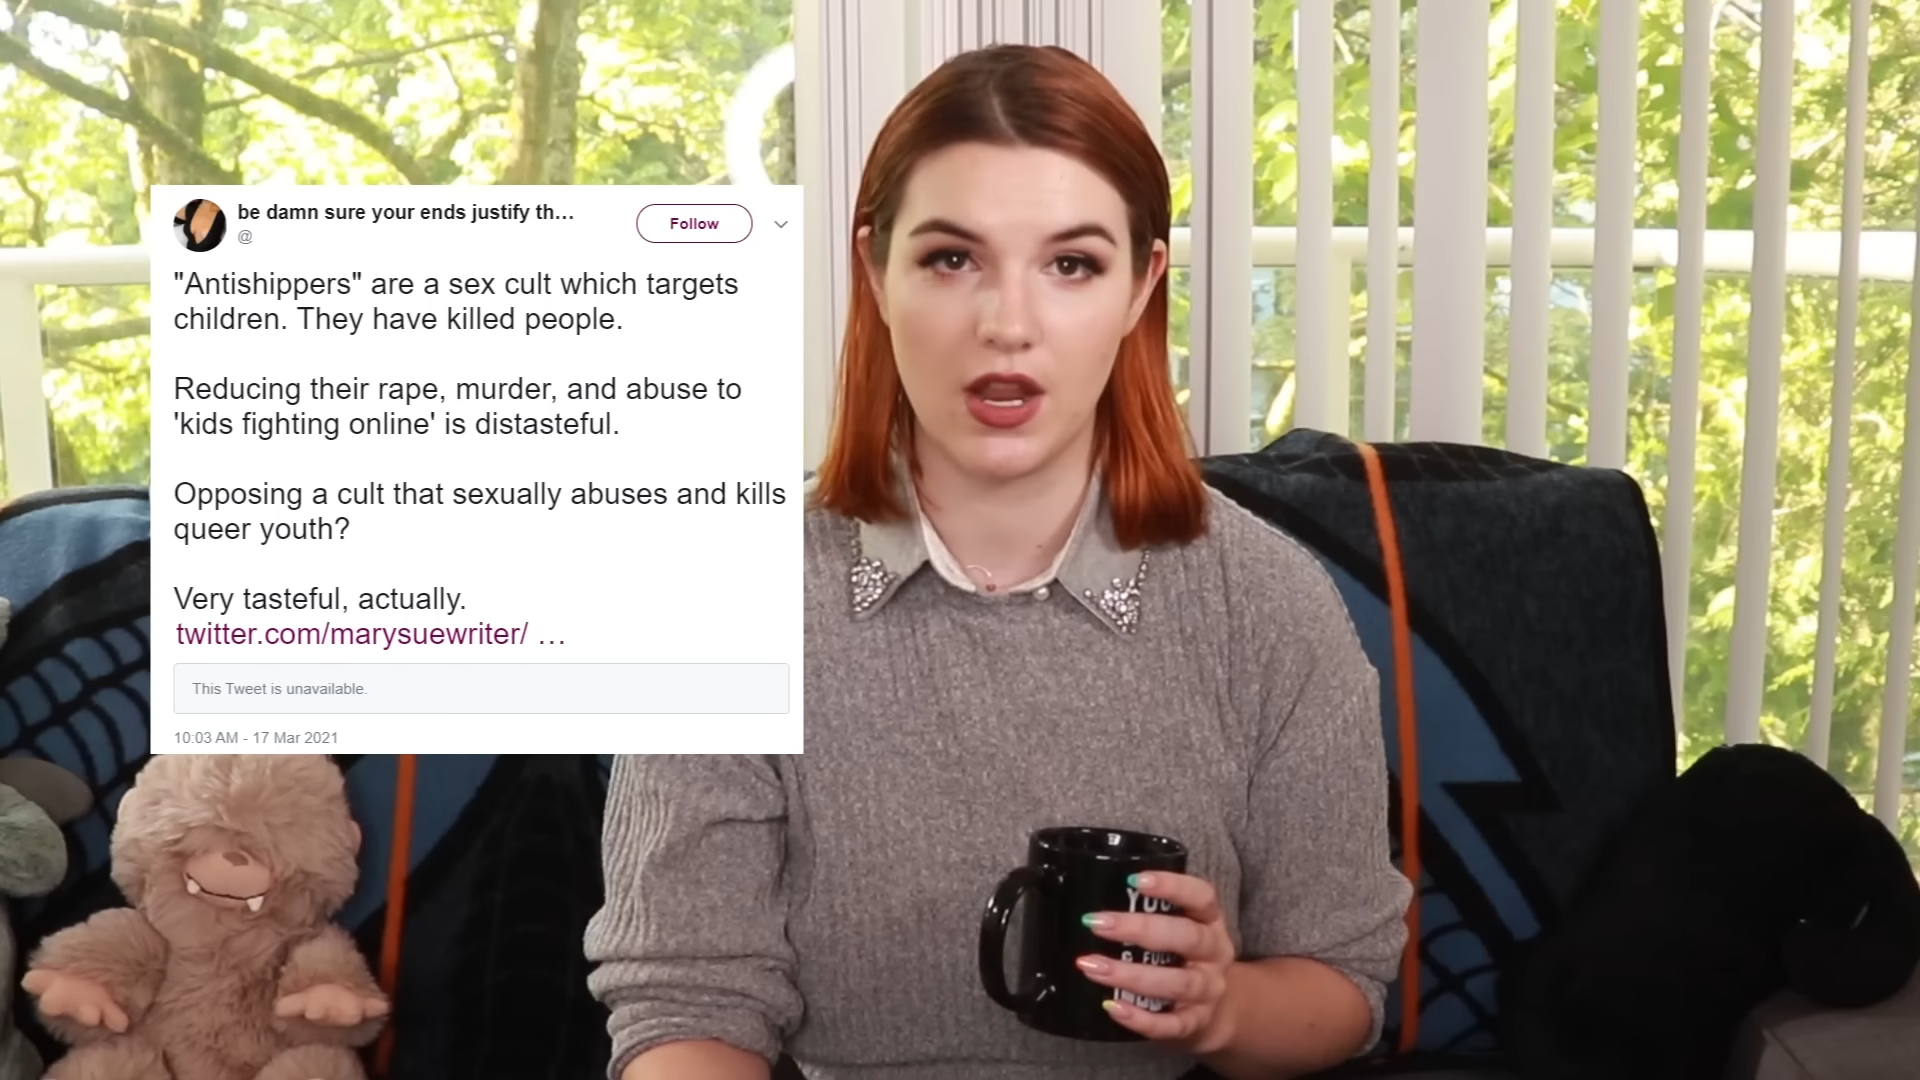 be damn sure your ends justify th...
@
Follow
"Antishippers" are a sex cult which targets
children. They have killed people.
Reducing their rape, murder, and abuse to
'kids fighting online' is distasteful.
Opposing a cult that sexually abuses and kills
queer youth?
Very tasteful, actually.
twitter.com/marysuewriter/ ...
This Tweet is unavailable.
10:03 AM - 17 Mar 2021